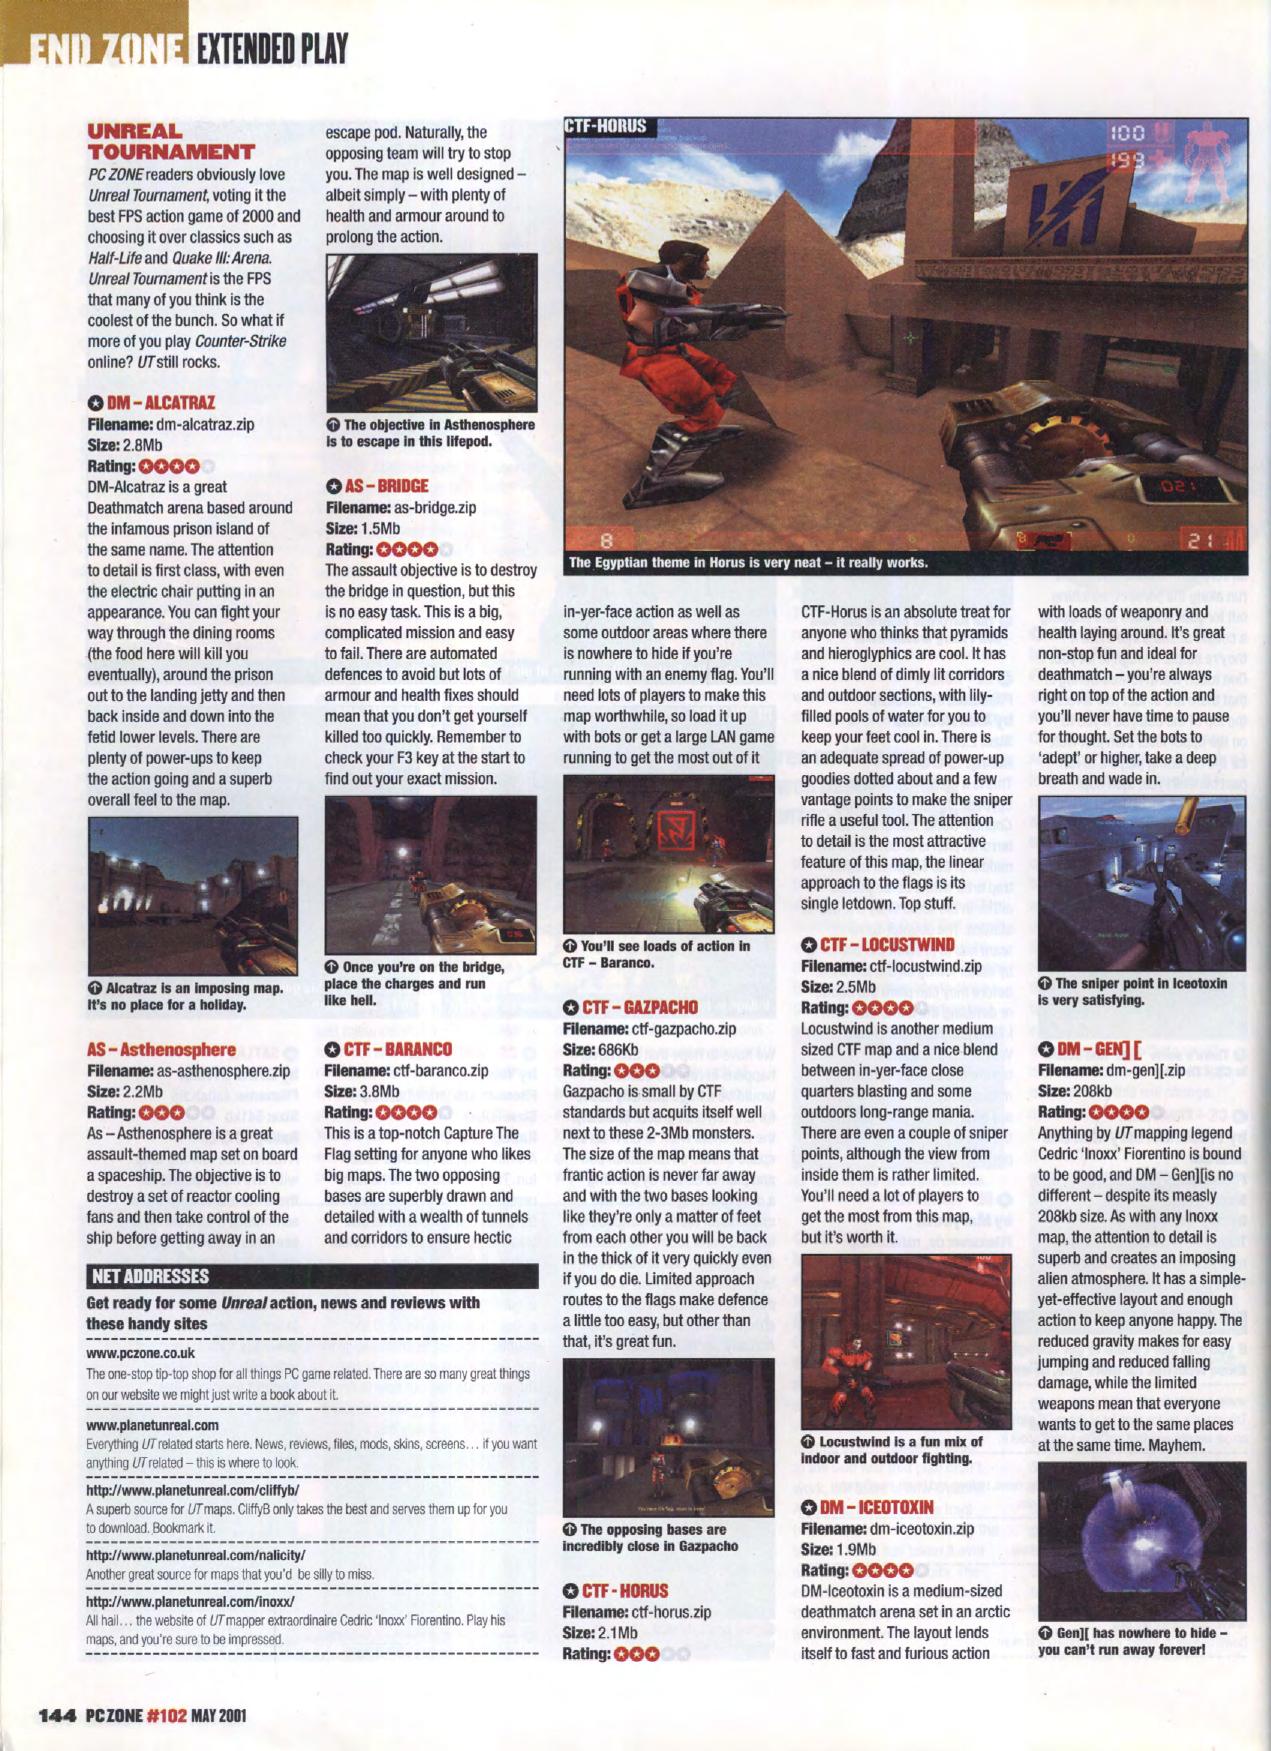 END ZONE EXTENDED PLAY
UNREAL
TOURNAMENT
PC ZONE readers obviously love
Unreal Tournament, voting it the
best FPS action game of 2000 and
choosing it over classics such as
Half-Life and Quake III: Arena.
Unreal Tournament is the FPS
that many of you think is the
coolest of the bunch. So what if
more of you play Counter-Strike
online? UT still rocks.
DM – ALCATRAZ
Filename: dm-alcatraz.zip
Size: 2.8Mb
Rating:
DM-Alcatraz is a great
Deathmatch arena based around
the infamous prison island of
the same name. The attention
to detail is first class, with even
the electric chair putting in an
appearance. You can fight your
way through the dining rooms
(the food here will kill you
eventually), around the prison
out to the landing jetty and then
back inside and down into the
fetid lower levels. There are
plenty of power-ups to keep
the action going and a superb
overall feel to the map.
Alcatraz is an imposing map.
It's no place for a holiday.
AS – Asthenosphere
Filename: as-asthenosphere.zip
Size: 2.2Mb
Rating:
As – Asthenosphere is a great
assault-themed map set on board
a spaceship. The objective is to
destroy a set of reactor cooling
fans and then take control of the
ship before getting away in an
escape pod. Naturally, the
opposing team will try to stop
you. The map is well designed –
albeit simply – with plenty of
health and armour around to
prolong the action.
The objective in Asthenosphere
is to escape in this lifepod.
AS – BRIDGE
Filename: as-bridge.zip
Size: 1.5Mb
Rating:
The assault objective is to destroy
the bridge in question, but this
is no easy task. This is a big,
complicated mission and easy
to fail. There are automated
defences to avoid but lots of
armour and health fixes should
mean that you don't get yourself
killed too quickly. Remember to
check your F3 key at the start to
find out your exact mission.
Once you're on the bridge,
place the charges and run
like hell.
CTF – BARANCO
Filename: ctf-baranco.zip
Size: 3.8Mb
Rating:
This is a top-notch Capture The
Flag setting for anyone who likes
big maps. The two opposing
bases are superbly drawn and
detailed with a wealth of tunnels
and corridors to ensure hectic
NET ADDRESSES
Get ready for some Unreal action, news and reviews with
these handy sites
www.pczone.co.uk
The one-stop tip-top shop for all things PC game related. There are so many great things
on our website we might just write a book about it.
www.planetunreal.com
Everything UT related starts here. News, reviews, files, mods, skins, screens... if you want
anything UT related – this is where to look.
http://www.planetunreal.com/cliffyb/
A superb source for UT maps. CliffyB only takes the best and serves them up for you
to download. Bookmark it.
http://www.planetunreal.com/nalicity/
Another great source for maps that you'd be silly to miss.
http://www.planetunreal.com/inoxx/
All hail... the website of UT mapper extraordinaire Cedric 'Inoxx' Fiorentino. Play his
maps, and you're sure to be impressed.
CTF-HORUS
100
199
021
8
21
The Egyptian theme in Horus is very neat – it really works.
in-yer-face action as well as
some outdoor areas where there
is nowhere to hide if you're
running with an enemy flag. You'll
need lots of players to make this
map worthwhile, so load it up
with bots or get a large LAN game
running to get the most out of it
You'll see loads of action in
CTF – Baranco.
CTF – GAZPACHO
Filename: ctf-gazpacho.zip
Size: 686Kb
Rating:
Gazpacho is small by CTF
standards but acquits itself well
next to these 2-3Mb monsters.
The size of the map means that
frantic action is never far away
and with the two bases looking
like they're only a matter of feet
from each other you will be back
in the thick of it very quickly even
if you do die. Limited approach
routes to the flags make defence
a little too easy, but other than
that, it's great fun.
The opposing bases are
incredibly close in Gazpacho
CTF - HORUS
Filename: ctf-horus.zip
Size: 2.1Mb
Rating:
CTF-Horus is an absolute treat for
anyone who thinks that pyramids
and hieroglyphics are cool. It has
a nice blend of dimly lit corridors
and outdoor sections, with lily-
filled pools of water for you to
keep your feet cool in. There is
an adequate spread of power-up
goodies dotted about and a few
vantage points to make the sniper
rifle a useful tool. The attention
to detail is the most attractive
feature of this map, the linear
approach to the flags is its
single letdown. Top stuff.
CTF – LOCUSTWIND
Filename: ctf-locustwind.zip
Size: 2.5Mb
Rating:
Locustwind is another medium
sized CTF map and a nice blend
between in-yer-face close
quarters blasting and some
outdoors long-range mania.
There are even a couple of sniper
points, although the view from
inside them is rather limited.
You'll need a lot of players to
get the most from this map,
but it's worth it.
Locustwind is a fun mix of
indoor and outdoor fighting.
DM – ICEOTOXIN
Filename: dm-iceotoxin.zip
Size: 1.9Mb
Rating:
DM-Iceotoxin is a medium-sized
deathmatch arena set in an arctic
environment. The layout lends
itself to fast and furious action
with loads of weaponry and
health laying around. It's great
non-stop fun and ideal for
deathmatch – you're always
right on top of the action and
you'll never have time to pause
for thought. Set the bots to
'adept' or higher, take a deep
breath and wade in.
The sniper point in Iceotoxin
is very satisfying.
DM – GEN][
Filename: dm-gen][.zip
Size: 208kb
Rating:
Anything by UT mapping legend
Cedric 'Inoxx' Fiorentino is bound
to be good, and DM – Gen][is no
different – despite its measly
208kb size. As with any Inoxx
map, the attention to detail is
superb and creates an imposing
alien atmosphere. It has a simple-
yet-effective layout and enough
action to keep anyone happy. The
reduced gravity makes for easy
jumping and reduced falling
damage, while the limited
weapons mean that everyone
wants to get to the same places
at the same time. Mayhem.
Gen][ has nowhere to hide –
you can't run away forever!
144 PC ZONE #102 MAY 2001